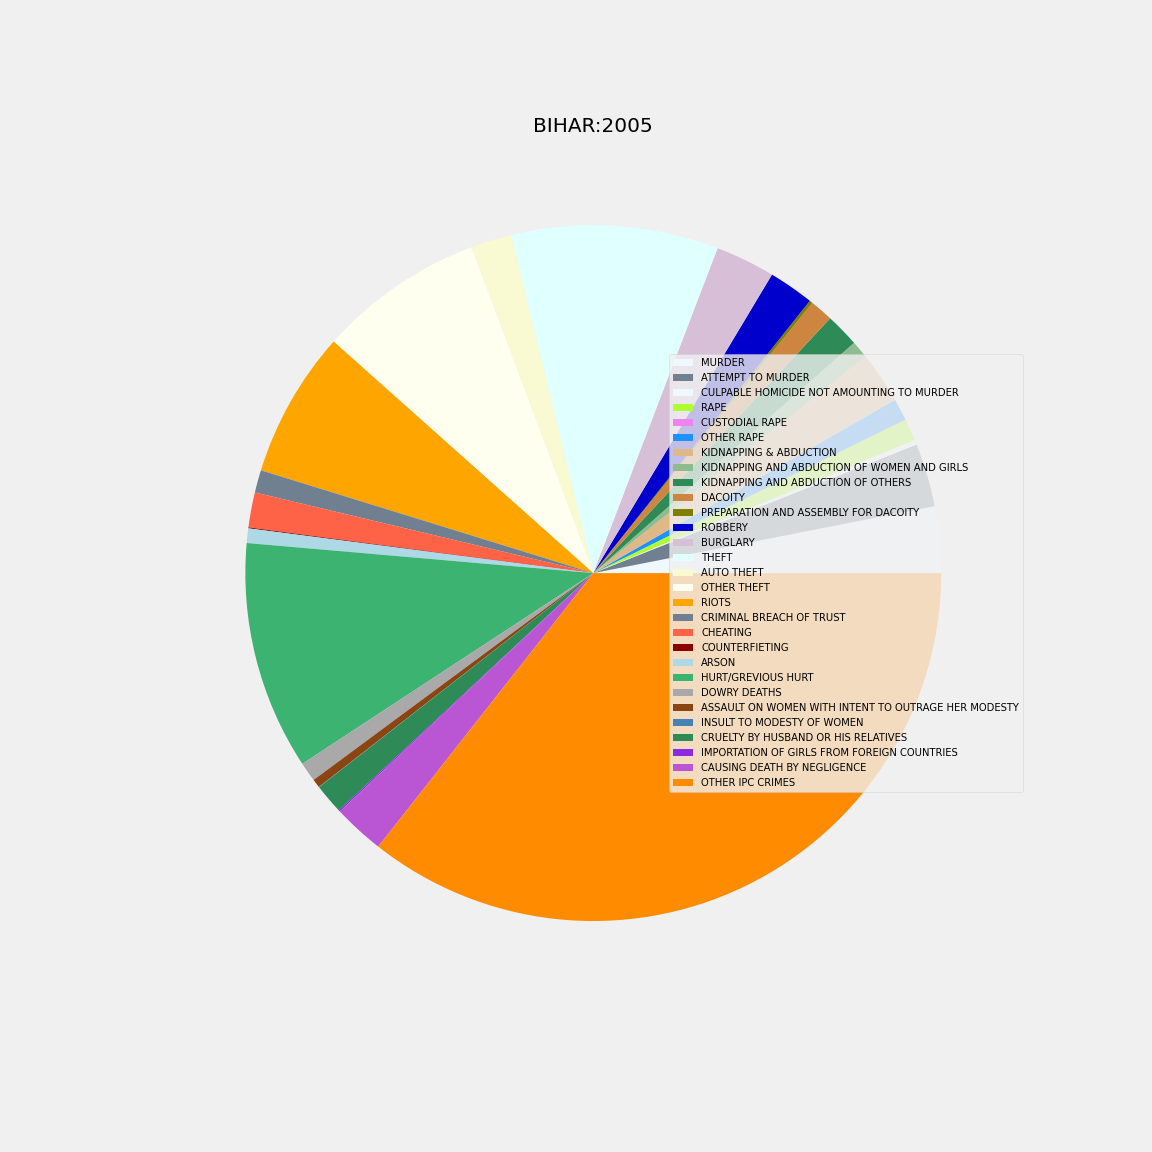 BIHAR:2005
MURDER
ATTEMPT TO MURDER
CULPABLE HOMICIDE NOT AMOUNTING TO MURDER
RAPE
CUSTODIAL RAPE
OTHER RAPE
KIDNAPPING & ABDUCTION
KIDNAPPING AND ABDUCTION OF WOMEN AND GIRLS
KIDNAPPING AND ABDUCTION OF OTHERS
DACOITY
PREPARATION AND ASSEMBLY FOR DACOITY
ROBBERY
BURGLARY
THEFT
AUTO THEFT
OTHER THEFT
RIOTS
CRIMINAL BREACH OF TRUST
CHEATING
COUNTERFIETING
ARSON
HURT/GREVIOUS HURT
DOWRY DEATHS
ASSAULT ON WOMEN WITH INTENT TO OUTRAGE HER MODESTY
INSULT TO MODESTY OF WOMEN
CRUELTY BY HUSBAND OR HIS RELATIVES
IMPORTATION OF GIRLS FROM FOREIGN COUNTRIES
CAUSING DEATH BY NEGLIGENCE
OTHER IPC CRIMES